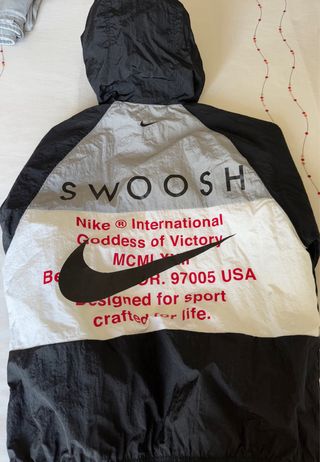 SWOOSH
Nike ® International
Goddess of Victory
OR. 97005 USA
Designed for sport
crafted for life.